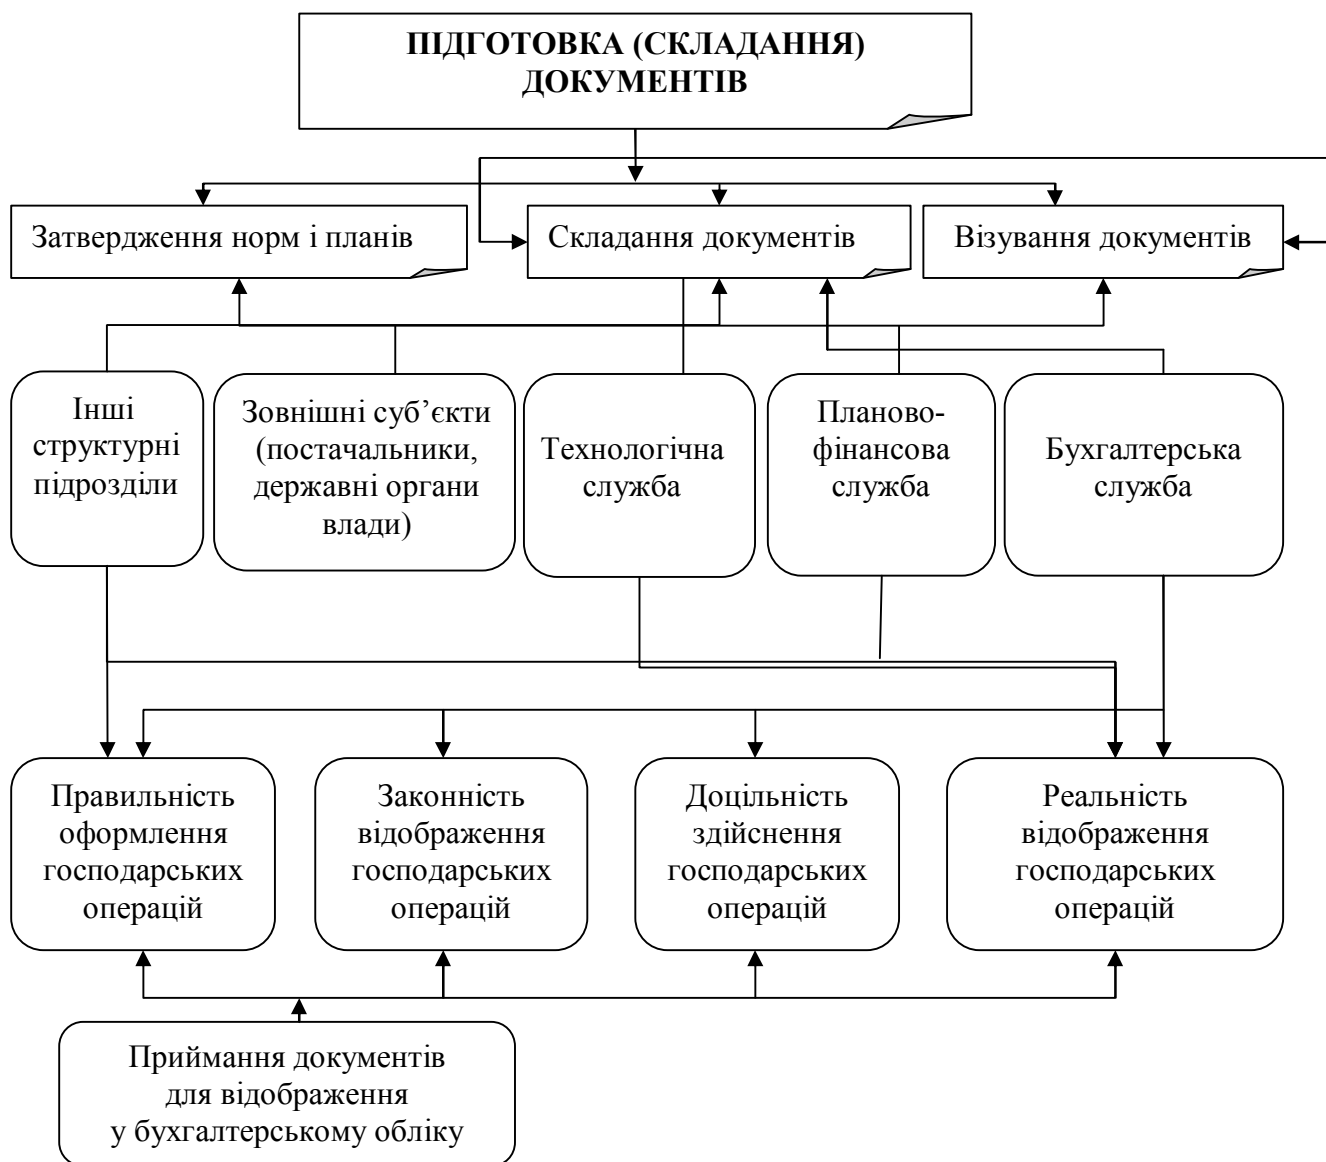 ПІДГОТОВКА (СКЛАДАННЯ)
ДОКУМЕНТІВ
Затвердження норм і планів
Складання документів
Візування документів
Інші
структурні
підрозділи
Зовнішні суб’єкти
(постачальники,
державні органи
влади)
Технологічна
служба
Планово-
фінансова
служба
Бухгалтерська
служба
Правильність
оформлення
господарських
операцій
Законність
відображення
господарських
операцій
Доцільність
здійснення
господарських
операцій
Реальність
відображення
господарських
операцій
Приймання документів
для відображення
у бухгалтерському обліку